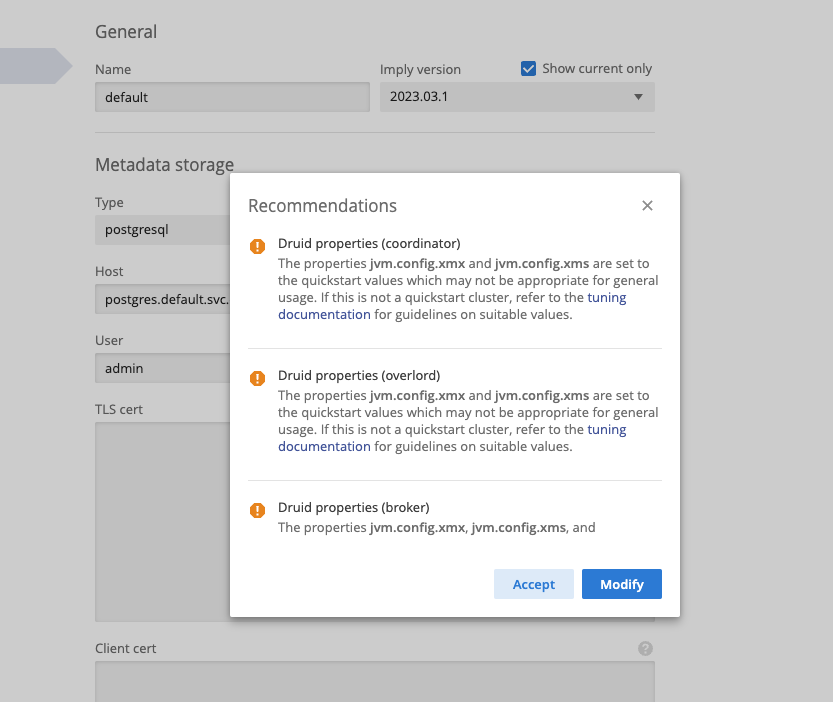 General
Name
Imply version
Show current only
default
2023.03.1
Metadata storage
Type
postgresql
Host
postgres.default.svc.
User
admin
TLS cert
Recommendations
Druid properties (coordinator)
The properties jvm.config.xmx and jvm.config.xms are set to
the quickstart values which may not be appropriate for general
usage. If this is not a quickstart cluster, refer to the tuning
documentation for guidelines on suitable values.
Druid properties (overlord)
The properties jvm.config.xmx and jvm.config.xms are set to
the quickstart values which may not be appropriate for general
usage. If this is not a quickstart cluster, refer to the tuning
documentation for guidelines on suitable values.
Druid properties (broker)
The properties jvm.config.xmx, jvm.config.xms, and
Accept
Modify
Client cert